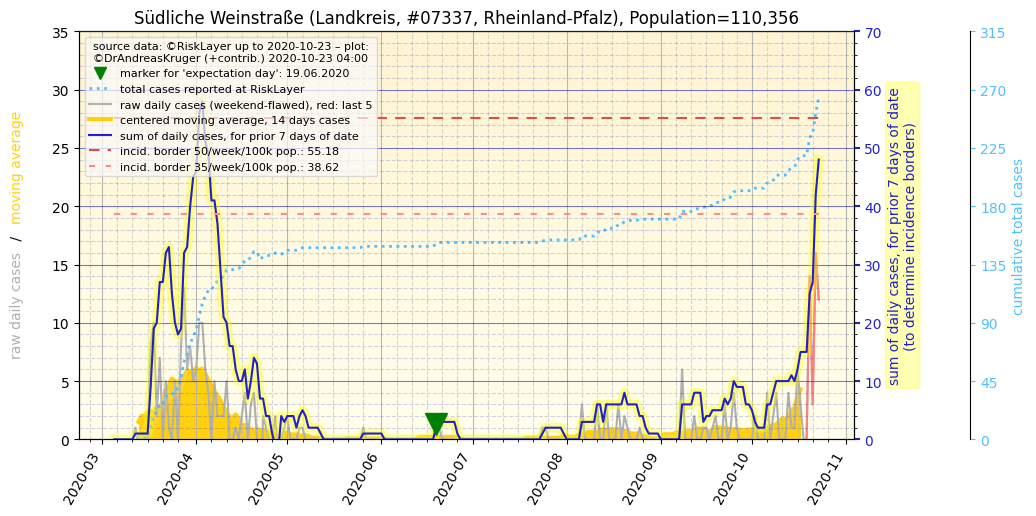 Südliche Weinstraße (Landkreis, #07337, Rheinland-Pfalz), Population=110,356
source data: ©RiskLayer up to 2020-10-23 – plot:
©DrAndreasKruger (+contrib.) 2020-10-23 04:00
marker for 'expectation day': 19.06.2020
total cases reported at RiskLayer
raw daily cases (weekend-flawed), red: last 5
centered moving average, 14 days cases
sum of daily cases, for prior 7 days of date
incid. border 50/week/100k pop.: 55.18
incid. border 35/week/100k pop.: 38.62
raw daily cases / moving average
35
30
25
20
15
10
5
0
70
60
50
40
30
20
10
0
sum of daily cases, for prior 7 days of date
(to determine incidence borders)
315
270
225
180
135
90
45
0
cumulative total cases
2020-03
2020-04
2020-05
2020-06
2020-07
2020-08
2020-09
2020-10
2020-11